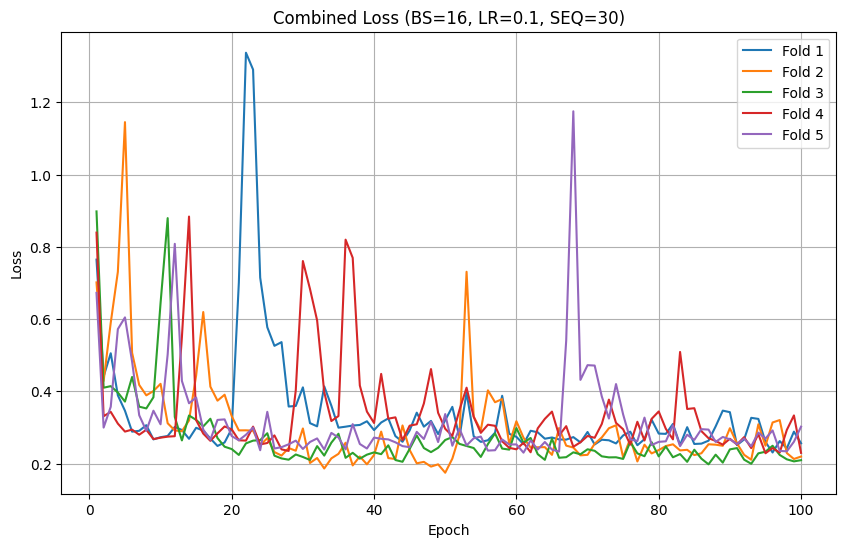 Combined Loss (BS=16, LR=0.1, SEQ=30)
Fold 1
Fold 2
Fold 3
Fold 4
Fold 5
Loss
1.2
1.0
0.8
0.6
0.4
0.2
0 20 40 60 80 100
Epoch